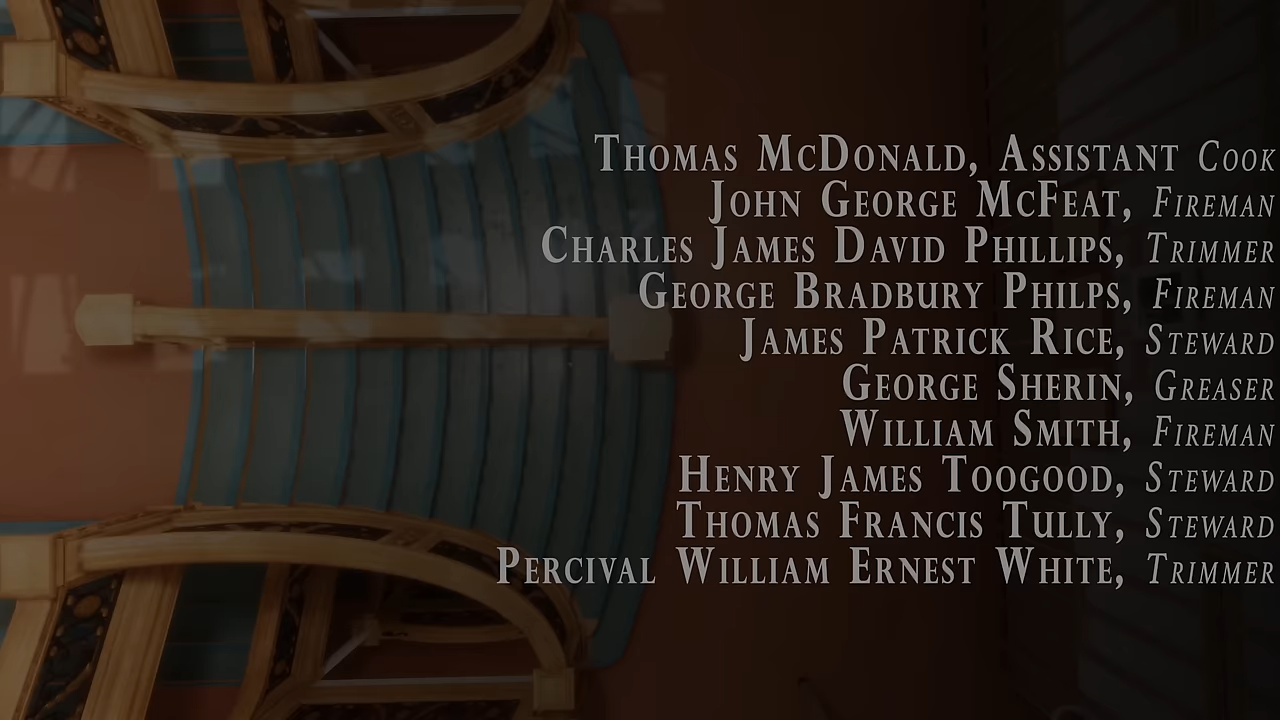 Thomas McDonald, Assistant Cook
John George McFeat, Fireman
Charles James David Phillips, Trimmer
George Bradbury Philps, Fireman
James Patrick Rice, Steward
George Sherin, Greaser
William Smith, Fireman
Henry James Toogood, Steward
Thomas Francis Tully, Steward
Percival William Ernest White, Trimmer